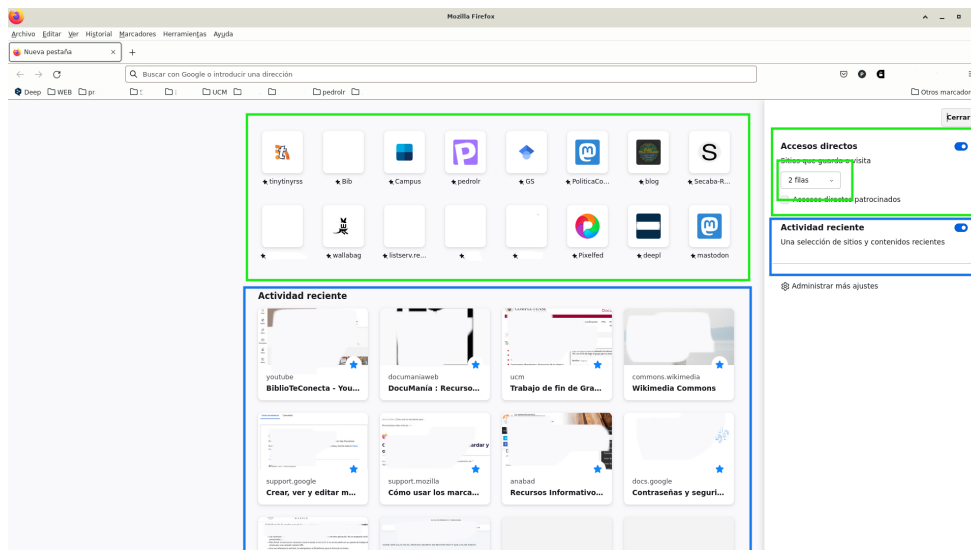 Mozilla Firefox
Archivo Editar Ver Historial Marcadores Herramientas Ayuda
Nueva pestaña × +
Buscar con Google o introducir una dirección
Deep WEB pr UCM pedrolr Otros marcador
Cerrar
Accesos directos
Sitios que guarda o visita
2 filas
Accesos directos patrocinados
Actividad reciente
Una selección de sitios y contenidos recientes
Administrar más ajustes
tinytinyrss Bib Campus pedrolr GS PoliticaCo... blog Secaba-R...
wallabag listserv.re... Pixelfed deepl mastodon
Actividad reciente
youtube documaniaweb ucm commons.wikimedia
BiblioTeConecta - You... DocuManía : Recurso... Trabajo de fin de Gra... Wikimedia Commons
support.google support.mozilla anabad docs.google
Crear, ver y editar m... Cómo usar los marca... Recursos Informativo... Contraseñas y seguri...